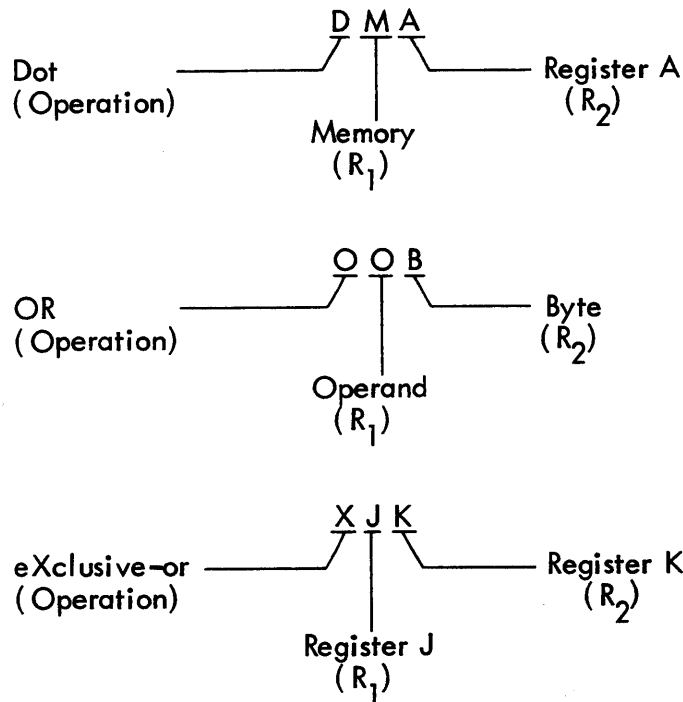 D M A
Dot
(Operation)
Register A
(R2)
Memory
(R1)
O O B
OR
(Operation)
Byte
(R2)
Operand
(R1)
X J K
eXclusive-or
(Operation)
Register K
(R2)
Register J
(R1)